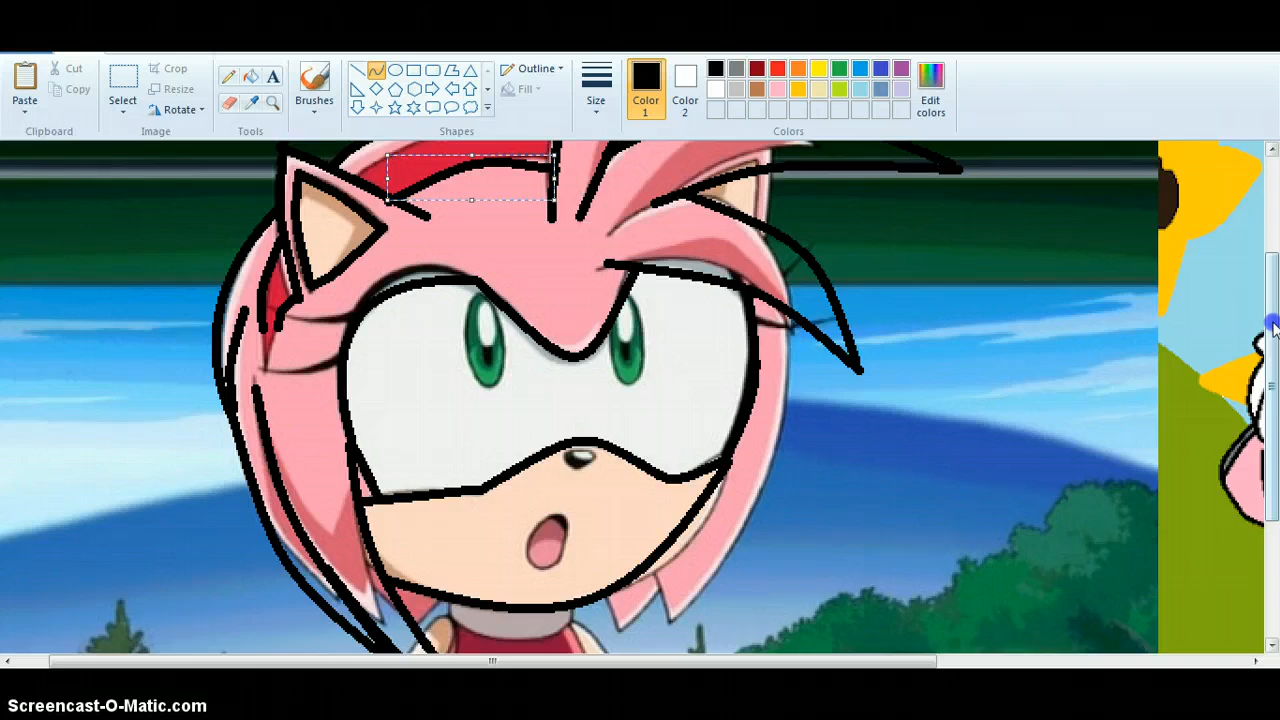 Paste
Cut
Copy
Clipboard
Select
Crop
Resize
Rotate
Image
A
Tools
Brushes
Outline
Fill
Shapes
Size
Color 1
Color 2
Edit colors
Colors
Screencast-O-Matic.com